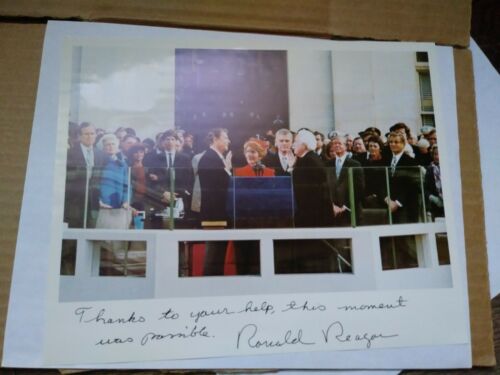 Thanks to your help, this moment
was possible. Ronald Reagan